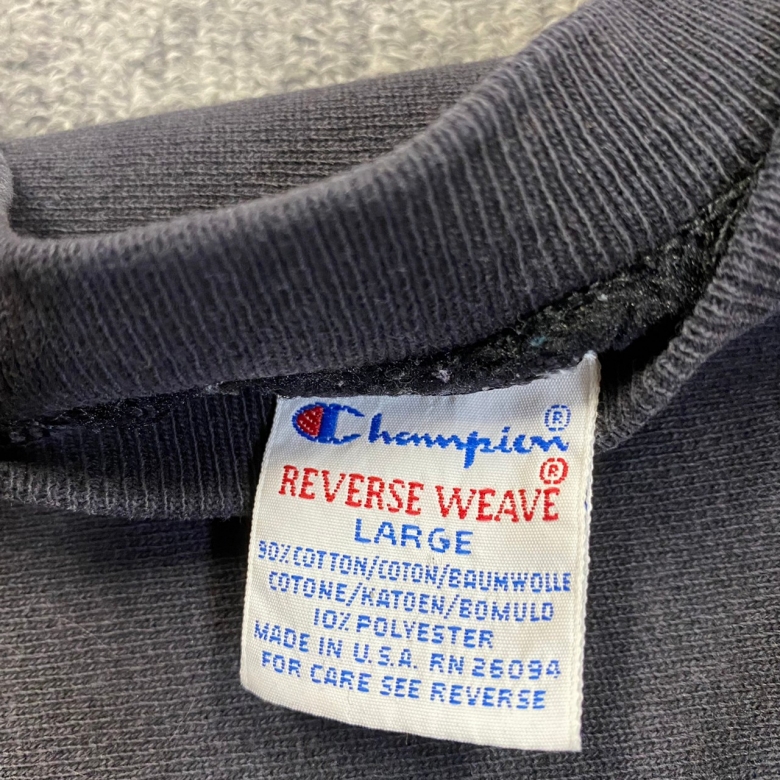 Champion®
REVERSE WEAVE®
LARGE
90% COTTON/COTON/BAUMWOLLE
COTONE/KATOEN/BOMULD
10% POLYESTER
MADE IN U.S.A. RN 26094
FOR CARE SEE REVERSE